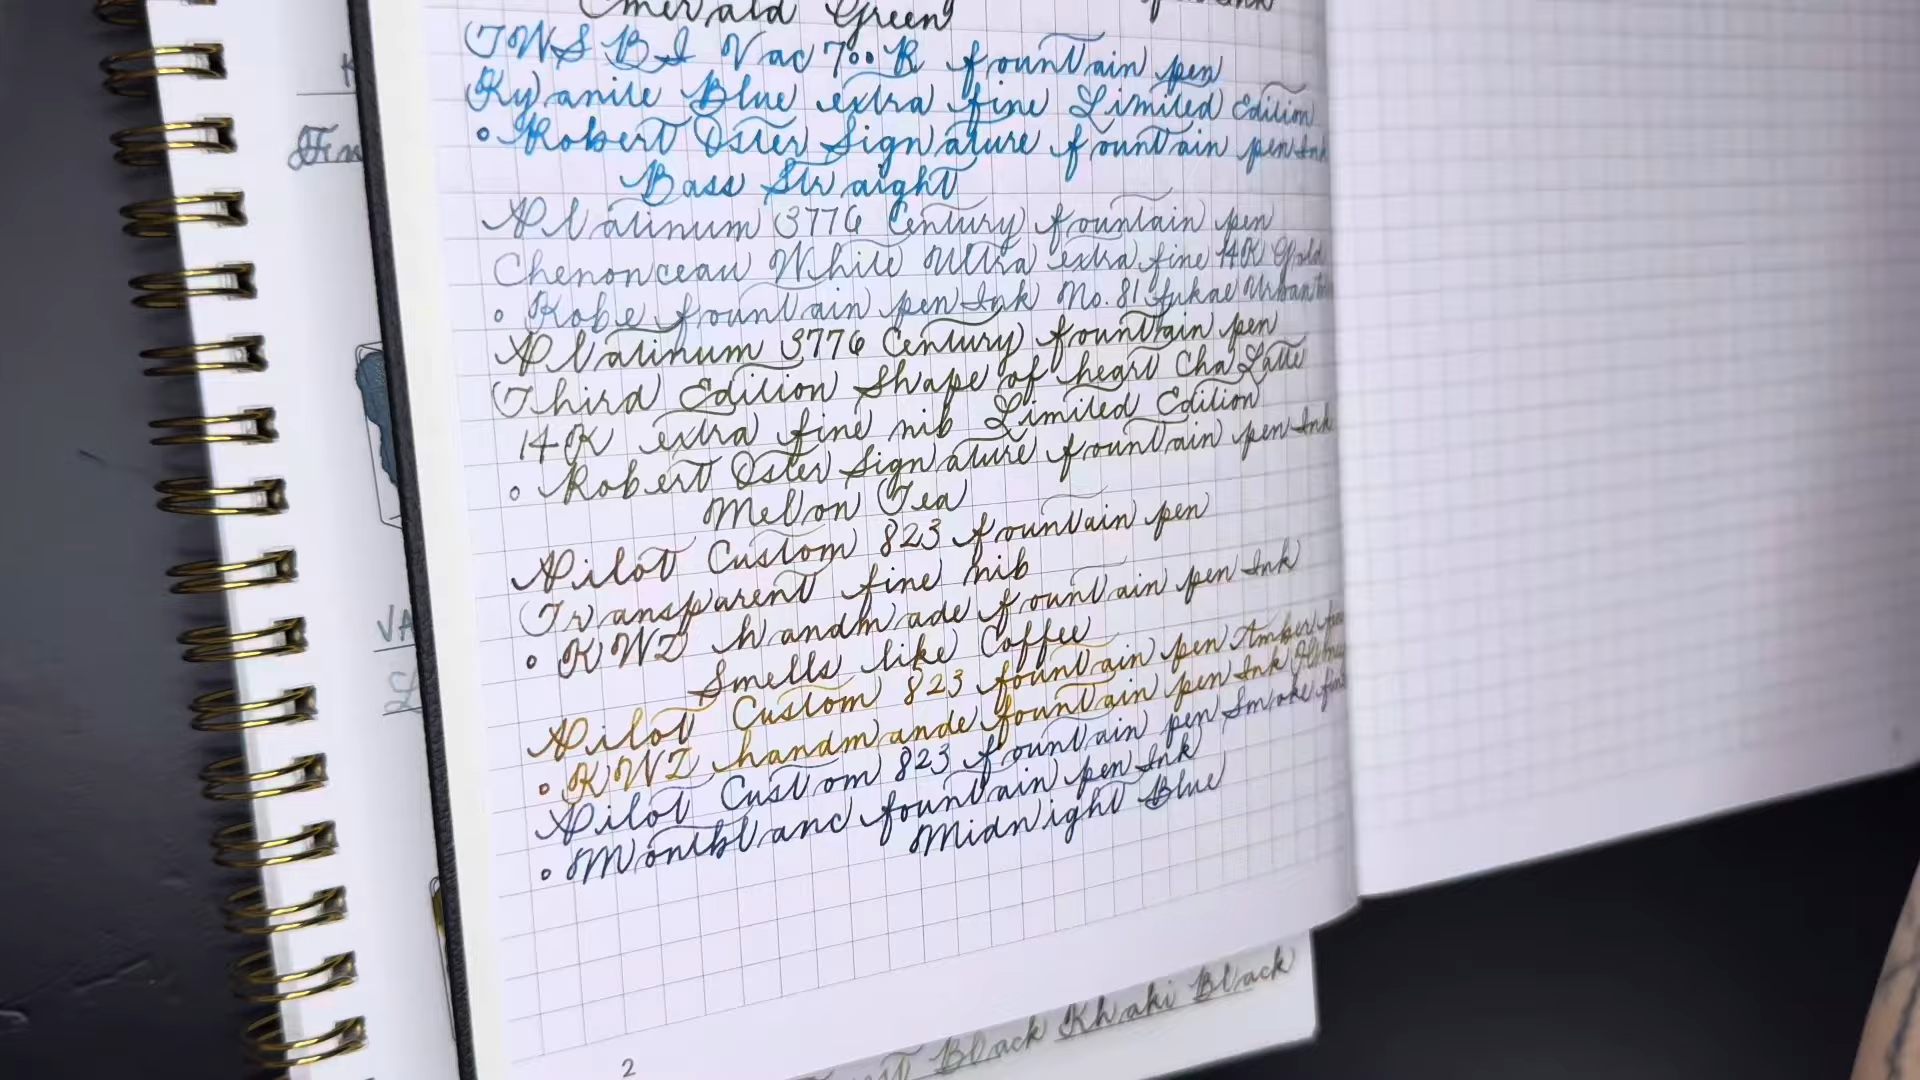 Emerald Green
TWSBI Vac 700R fountain pen
Kyanite Blue extra fine Limited Edition
• Robert Oster Signature fountain pen Ink
Bass Straight
Platinum 3776 Century fountain pen
Chenonceau White Ultra extra fine 14K Gold
• Kobe fountain pen Ink No. 81 Fukae Urban
Platinum 3776 Century fountain pen
Third Edition Shape of heart Cha Latte
14K extra fine nib Limited Edition
• Robert Oster Signature fountain pen Ink
Melon Tea
Pilot Custom 823 fountain pen
Transparent fine nib
• KWZ handmade fountain pen Ink
Smells like Coffee
Pilot Custom 823 fountain pen Amber
• KWZ handmande fountain pen Ink
Pilot Custom 823 fountain pen Smoke
• Montblanc fountain pen Ink
Midnight Blue
Black Khaki Black
2